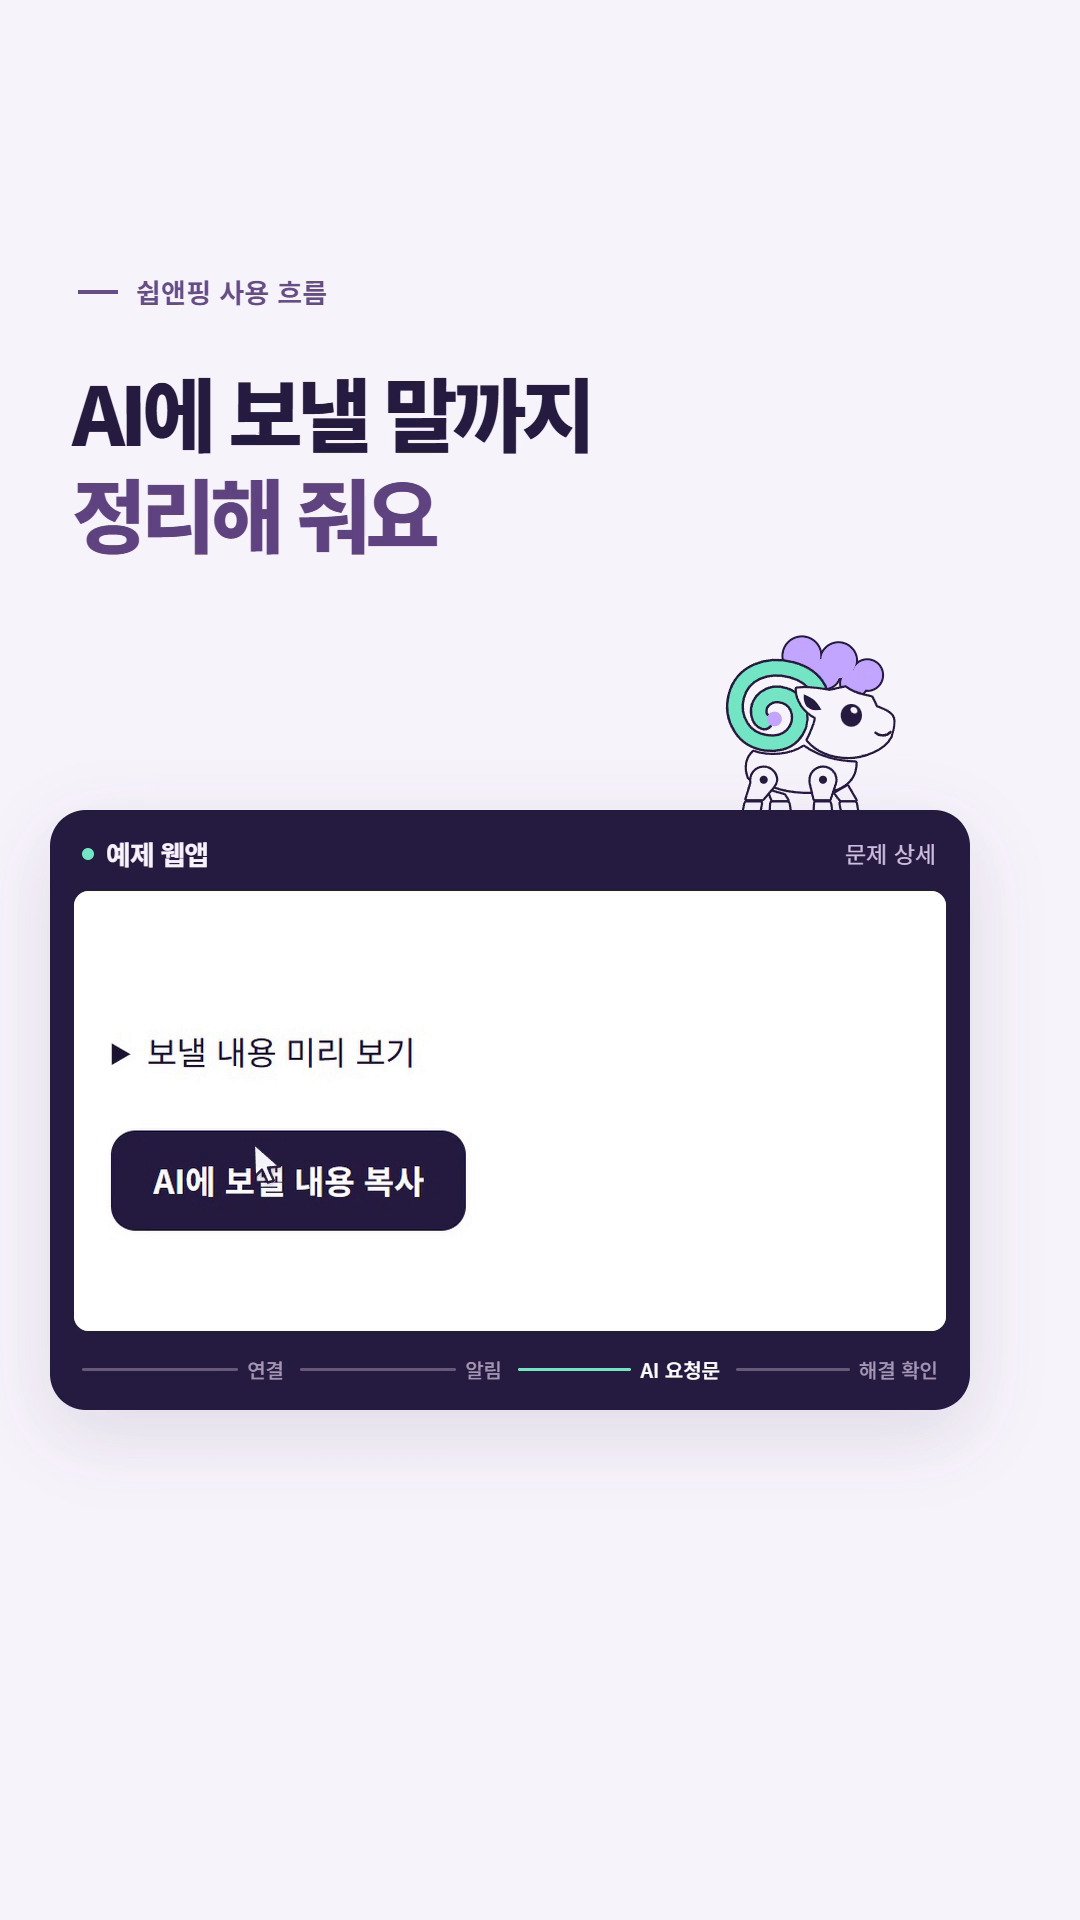 쉽앤핑 사용 흐름
AI에 보낼 말까지
정리해 줘요
예제 웹앱
문제 상세
▶ 보낼 내용 미리 보기
AI에 보낼 내용 복사
연결
알림
AI 요청문
해결 확인